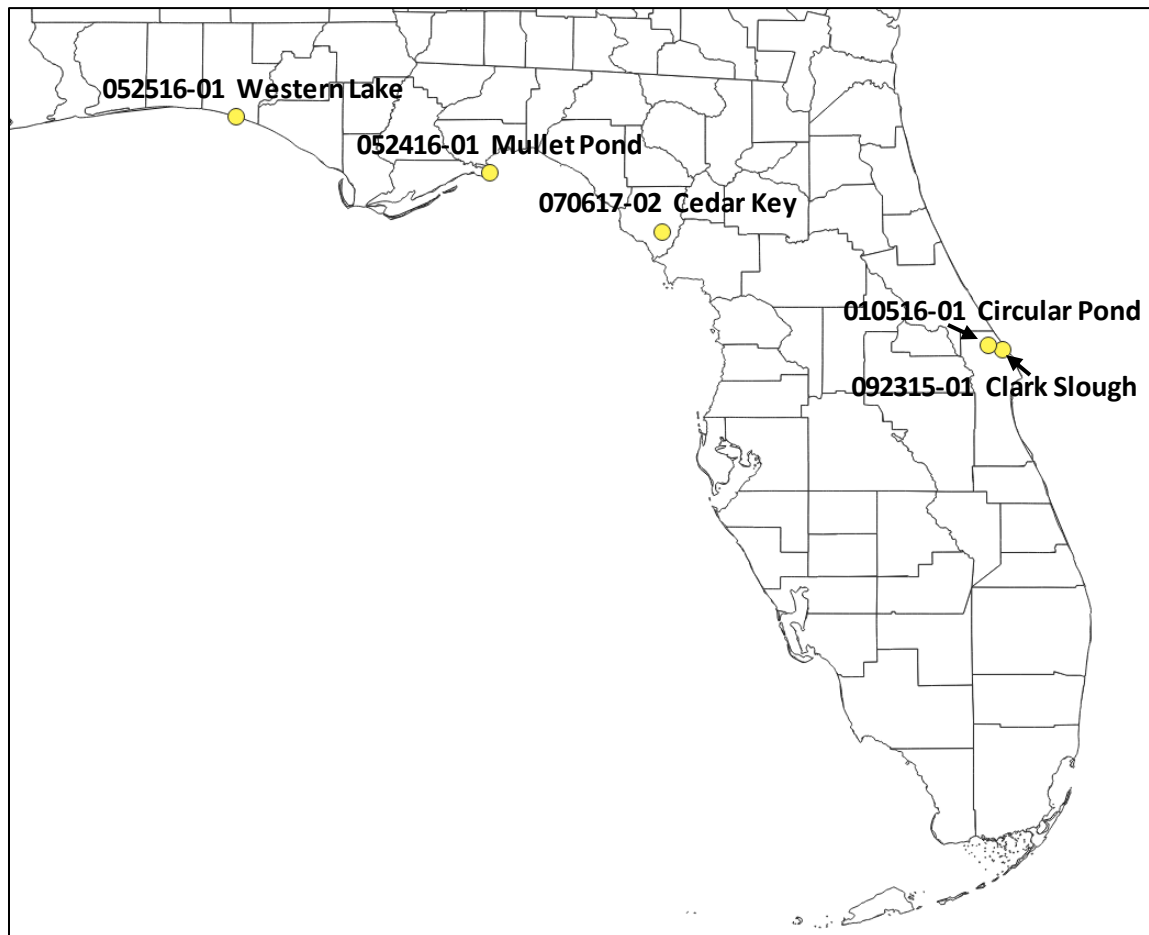 052516-01 Western Lake
052416-01 Mullet Pond
070617-02 Cedar Key
010516-01 Circular Pond
092315-01 Clark Slough